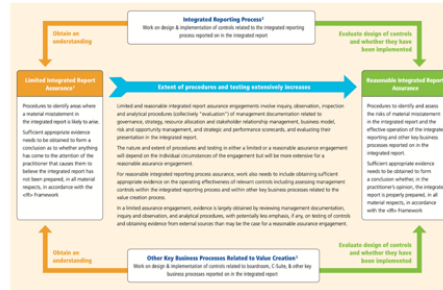 Integrated Reporting Process²
Work on design & implementation of controls related to the integrated reporting
process reported on in the integrated report
Obtain an
understanding
Evaluate design of controls
and whether they have
been implemented
Limited Integrated Report
Assurance¹
Extent of procedures and testing extensively increases
Reasonable Integrated Report
Assurance
Procedures to identify areas where
a material misstatement in
the integrated report is likely to arise.
Sufficient appropriate evidence
need to be obtained to form a
conclusion as to whether anything
has come to the attention of the
practitioner that causes them to
believe the integrated report has
not been prepared, in all material
respects, in accordance with the
<IR> Framework
Limited and reasonable integrated report assurance engagements involve inquiry, observation, inspection
and analytical procedures (collectively "evaluation") of management documentation related to
governance, strategy, resource allocation and stakeholder relationship management, business model,
risk and opportunity management, and strategic and performance scorecards, and evaluating their
presentation in the integrated report.
The nature and extent of procedures and testing in either a limited or a reasonable assurance engagement
will depend on the individual circumstances of the engagement but will be more extensive for a
reasonable assurance engagement.
For reasonable integrated reporting process assurance, work also needs to include obtaining sufficient
appropriate evidence on the operating effectiveness of relevant controls including assessing management
controls within the integrated reporting process and within other key business processes related to the
value creation process.
In a limited assurance engagement, evidence is largely obtained by reviewing management documentation,
inquiry and observation, and analytical procedures, with potentially less emphasis, if any, on testing of controls
and obtaining evidence from external sources than may be the case for a reasonable assurance engagement.
Procedures to identify and assess
the risks of material misstatement
in the integrated report and the
effective operation of the integrated
reporting and other key business
processes reported on in the
integrated report.
Sufficient appropriate evidence
needs to be obtained to form
a conclusion whether, in the
practitioner's opinion, the integrated
report is properly prepared, in all
material respects, in accordance
with the <IR> Framework
Obtain an
understanding
Other Key Business Processes Related to Value Creation³
Work on design & implementation of controls related to boardroom, C-Suite, & other key
business processes reported on in the integrated report
Evaluate design of controls
and whether they have
been implemented